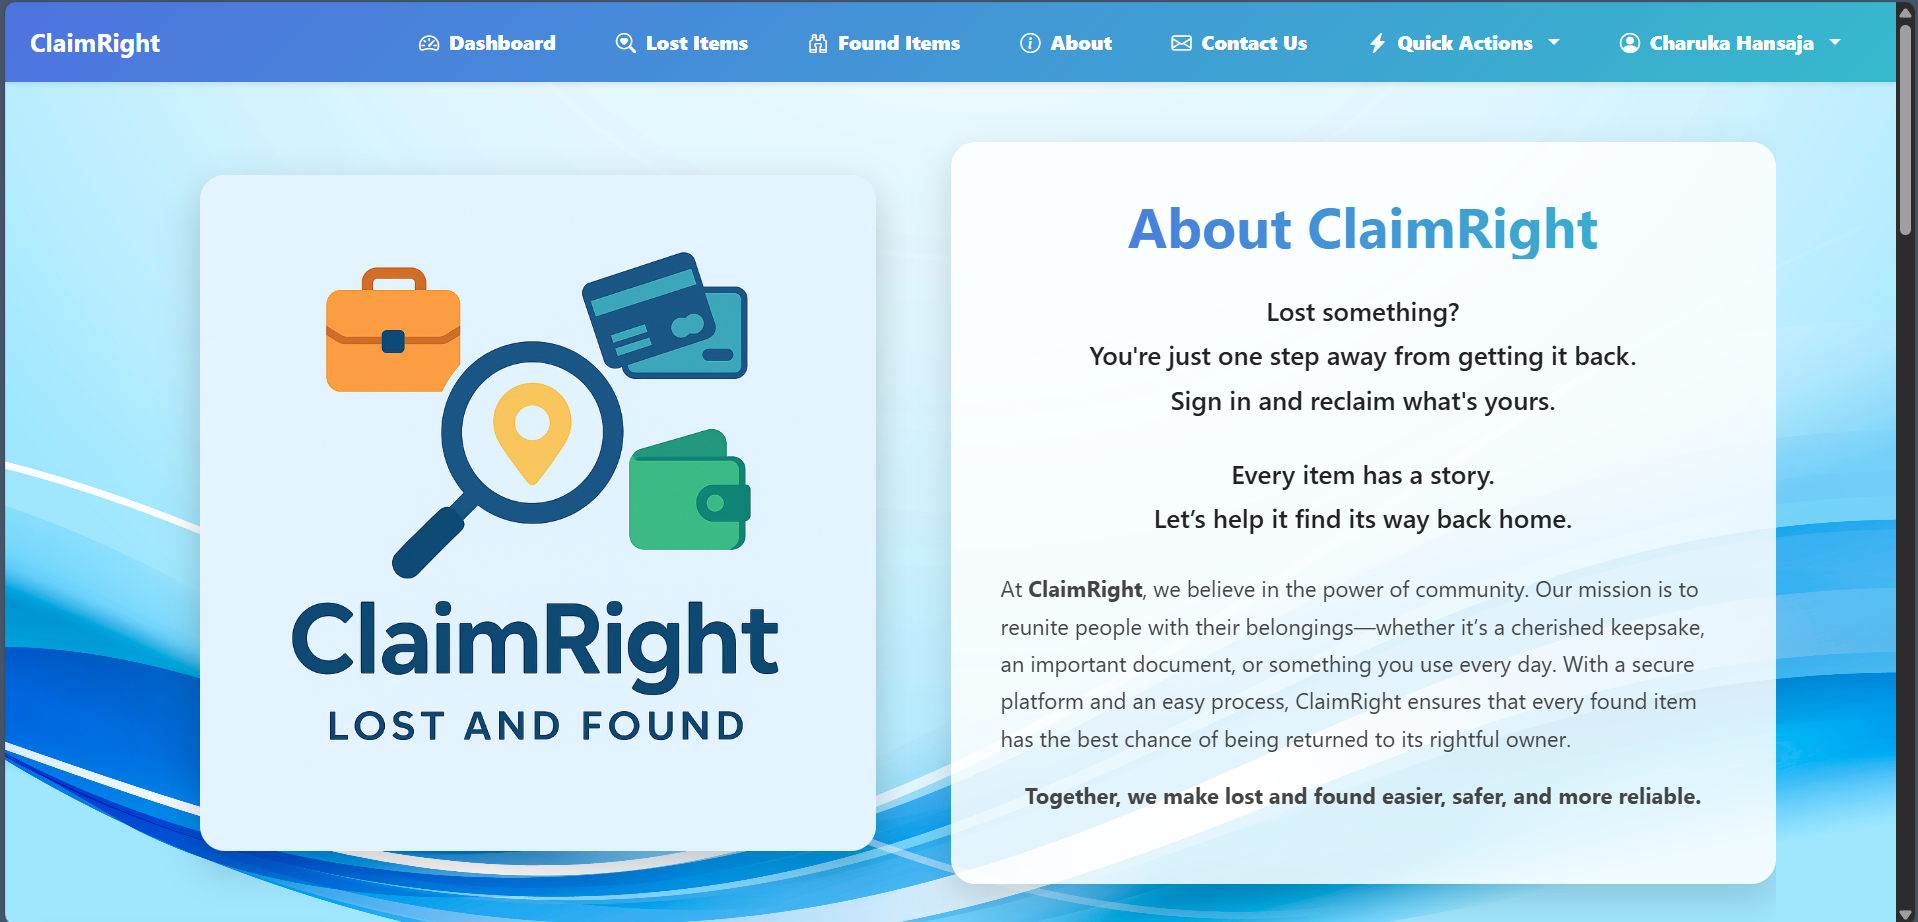 ClaimRight
Dashboard
Lost Items
Found Items
About
Contact Us
Quick Actions
Charuka Hansaja
ClaimRight
LOST AND FOUND
About ClaimRight
Lost something?
You're just one step away from getting it back.
Sign in and reclaim what's yours.
Every item has a story.
Let’s help it find its way back home.
At ClaimRight, we believe in the power of community. Our mission is to
reunite people with their belongings—whether it’s a cherished keepsake,
an important document, or something you use every day. With a secure
platform and an easy process, ClaimRight ensures that every found item
has the best chance of being returned to its rightful owner.
Together, we make lost and found easier, safer, and more reliable.